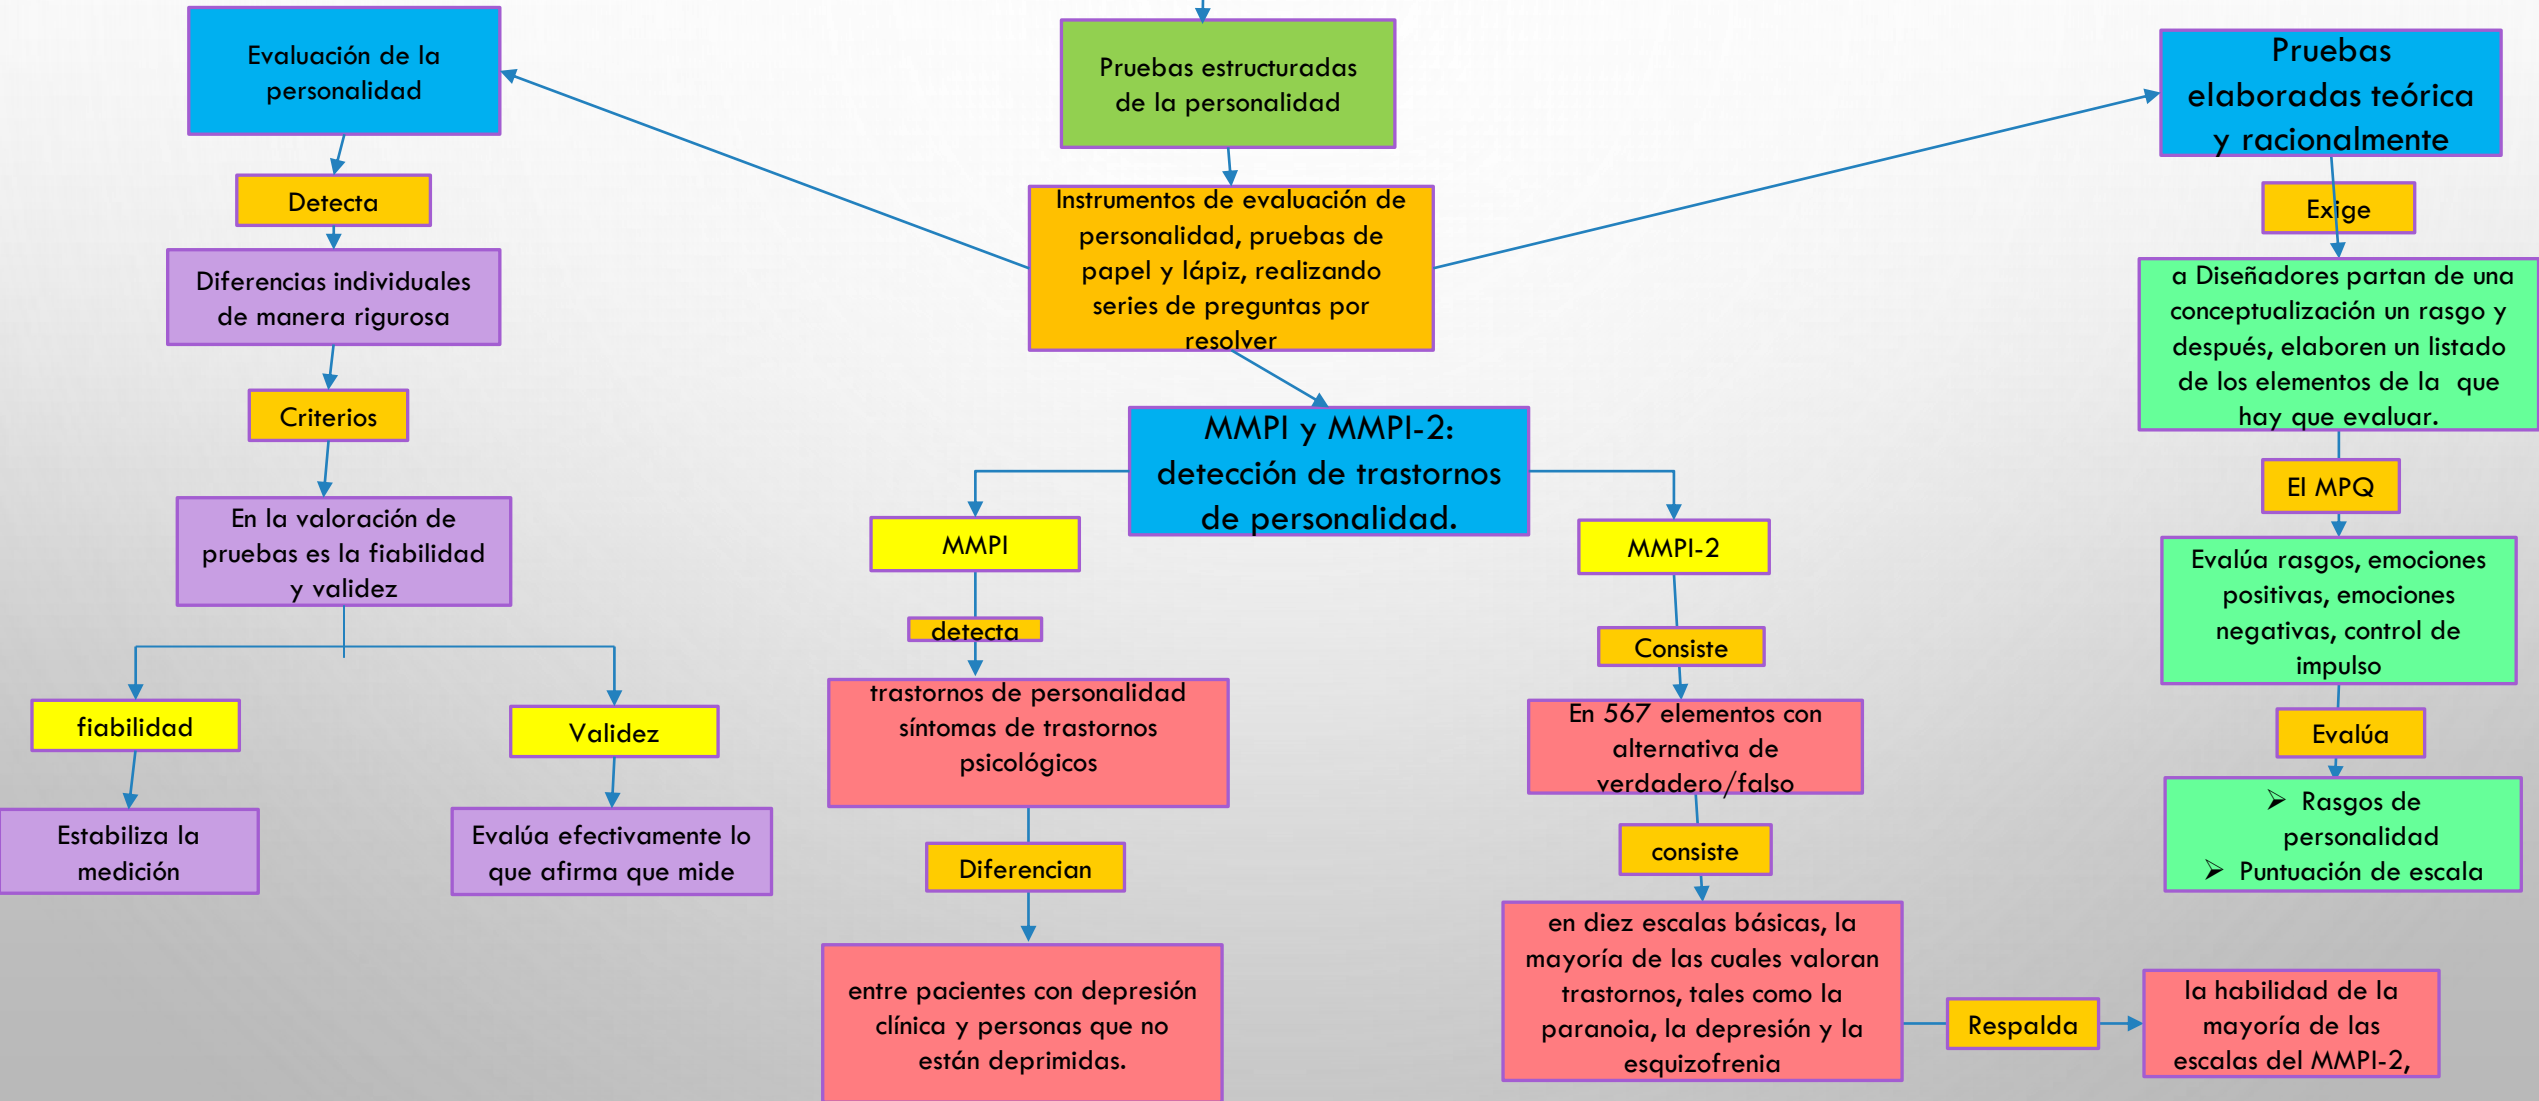 Evaluación de la
personalidad
Detecta
Diferencias individuales
de manera rigurosa
Criterios
En la valoración de
pruebas es la fiabilidad
y validez
fiabilidad
Estabiliza la
medición
Validez
Evalúa efectivamente lo
que afirma que mide
Pruebas estructuradas
de la personalidad
Instrumentos de evaluación de
personalidad, pruebas de
papel y lápiz, realizando
series de preguntas por
resolver
MMPI y MMPI-2:
detección de trastornos
de personalidad.
MMPI
detecta
trastornos de personalidad
síntomas de trastornos
psicológicos
Diferencian
entre pacientes con depresión
clínica y personas que no
están deprimidas.
MMPI-2
Consiste
En 567 elementos con
alternativa de
verdadero/falso
consiste
en diez escalas básicas, la
mayoría de las cuales valoran
trastornos, tales como la
paranoia, la depresión y la
esquizofrenia
Respalda
la habilidad de la
mayoría de las
escalas del MMPI-2,
Pruebas
elaboradas teórica
y racionalmente
Exige
a Diseñadores partan de una
conceptualización un rasgo y
después, elaboren un listado
de los elementos de la que
hay que evaluar.
El MPQ
Evalúa rasgos, emociones
positivas, emociones
negativas, control de
impulso
Evalúa
➢ Rasgos de
personalidad
➢ Puntuación de escala